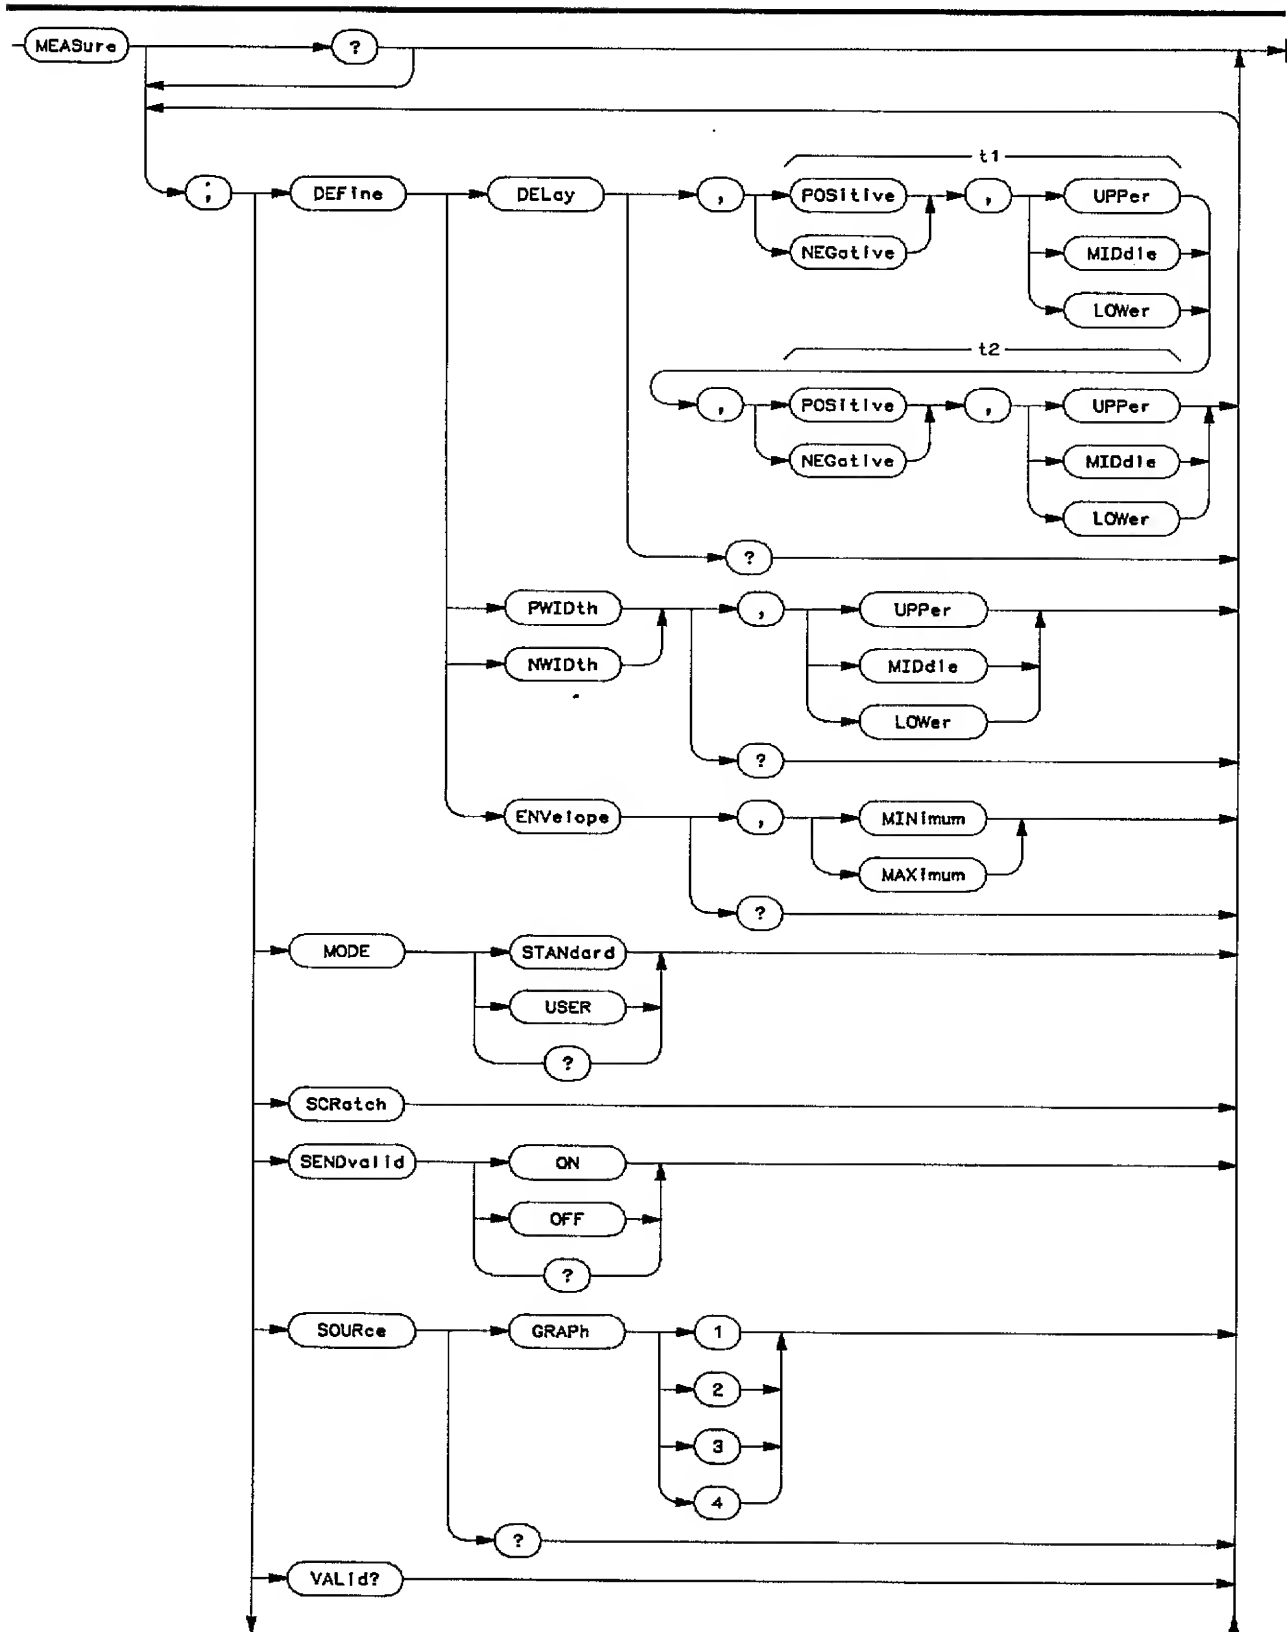 MEASure ?
t1
; DEFine DELay , POSitive , UPPer
NEGative MIDdle
LOWer
t2
, POSitive , UPPer
NEGative MIDdle
LOWer
?
PWIDth , UPPer
NWIDth MIDdle
LOWer
?
ENVelope , MINimum
MAXimum
?
MODE STANdard
USER
?
SCRatch
SENDvalid ON
OFF
?
SOURce GRAPh 1
2
3
4
?
VALid?